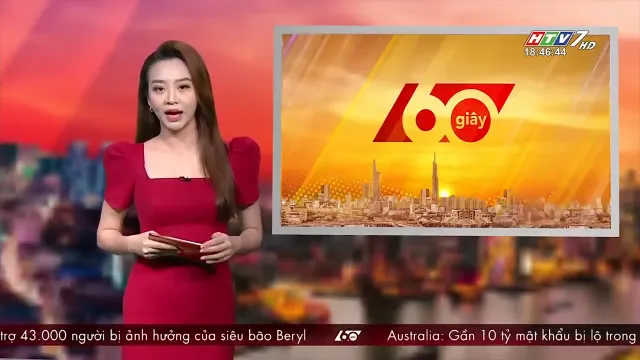 HTV7 HD
18:46:44
60 giây
trợ 43.000 người bị ảnh hưởng của siêu bão Beryl 60 Australia: Gần 10 tỷ mật khẩu bị lộ trong